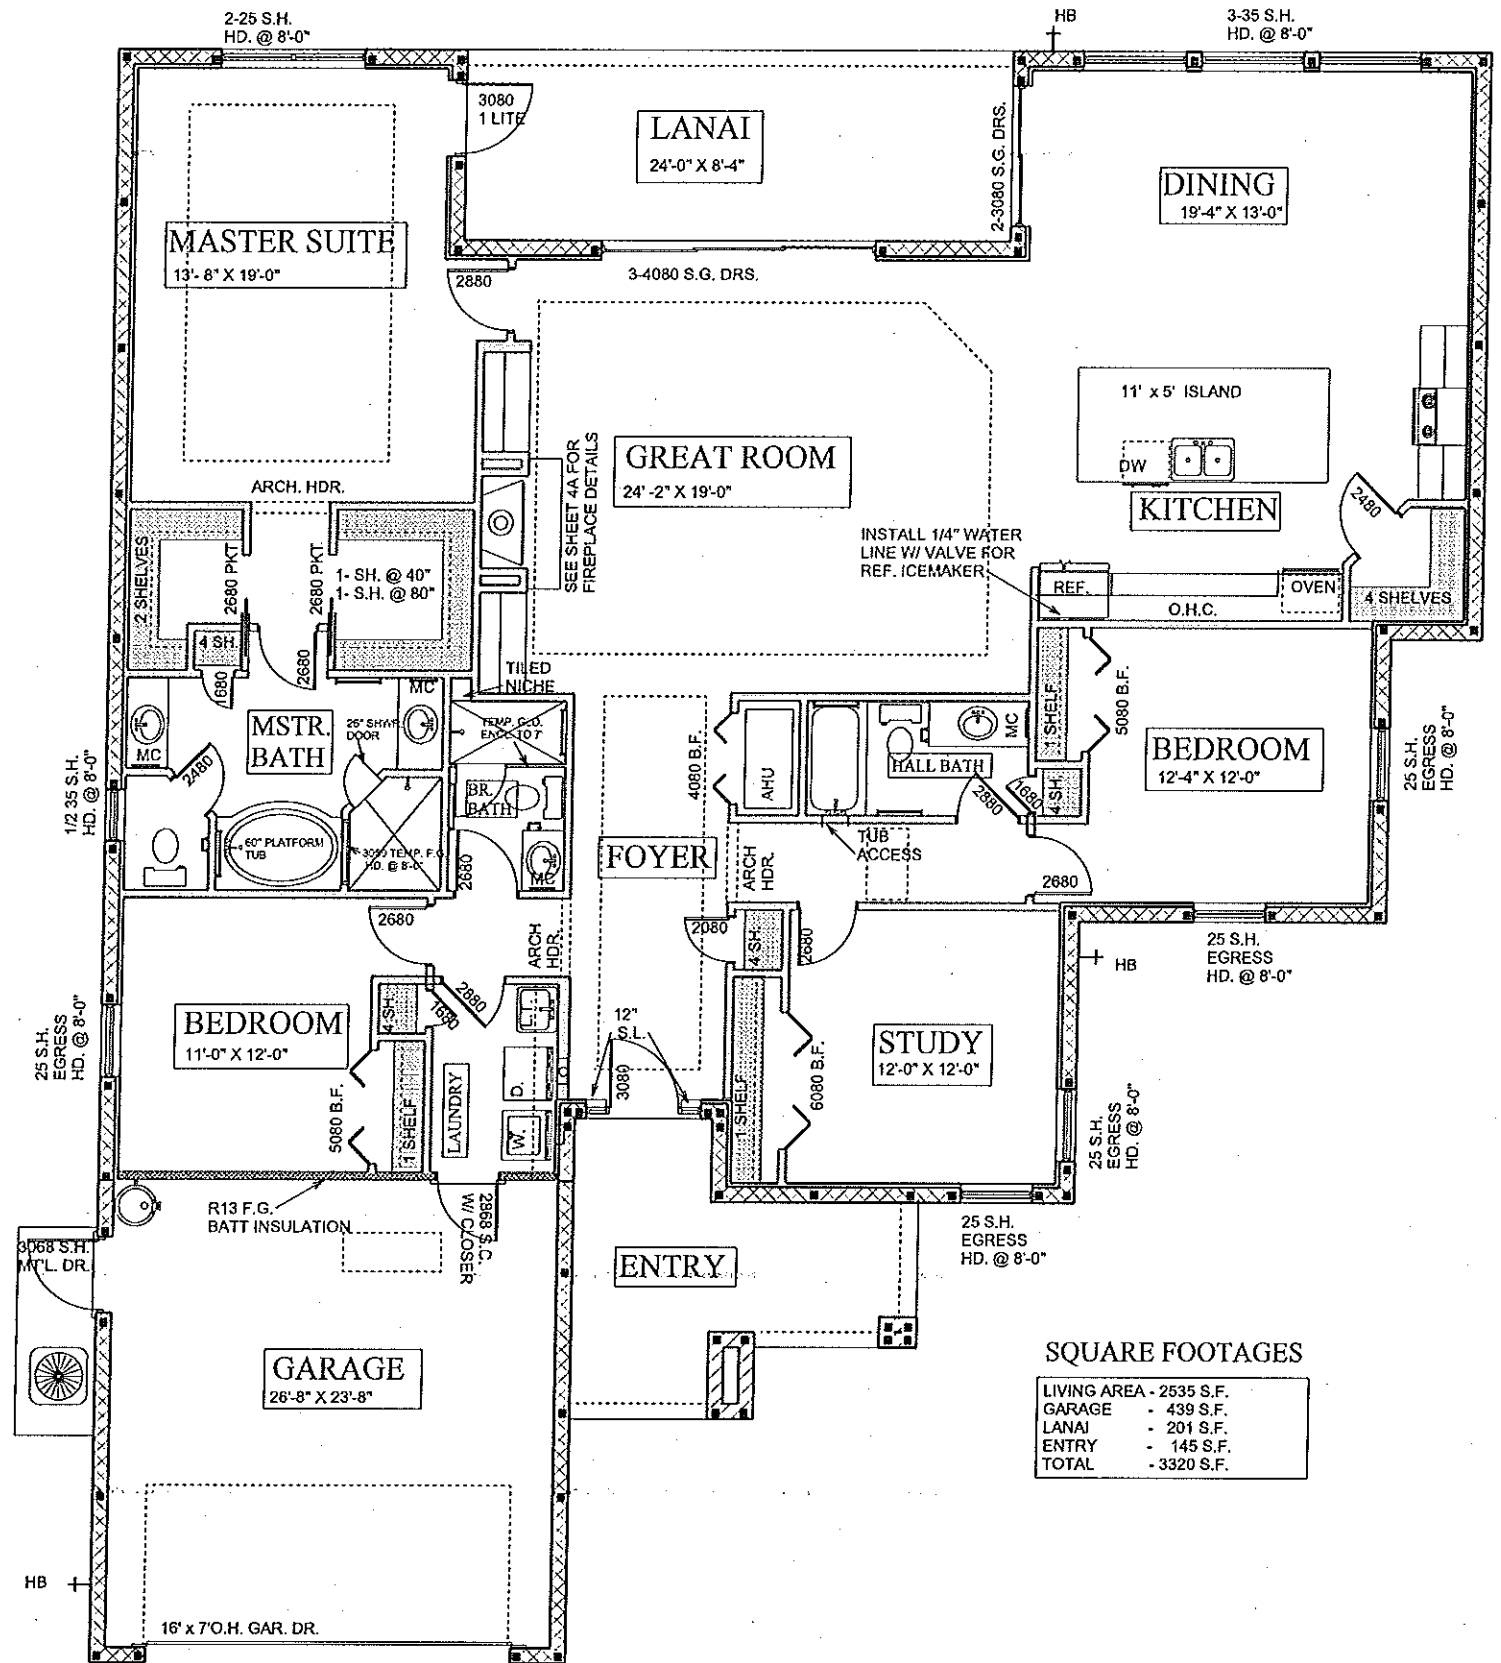 2-25 S.H.
HD. @ 8'-0"
HB
3-35 S.H.
HD. @ 8'-0"
3080
1 LITE
LANAI
24'-0" X 8'-4"
2-3080 S.G. DRS.
DINING
19'-4" X 13'-0"
MASTER SUITE
13'- 8" X 19'-0"
2880
3-4080 S.G. DRS.
11' x 5' ISLAND
DW
KITCHEN
GREAT ROOM
24' -2" X 19'-0"
SEE SHEET 4A FOR
FIREPLACE DETAILS
ARCH. HDR.
2480
INSTALL 1/4" WATER
LINE W/ VALVE FOR
REF. ICEMAKER
2 SHELVES
2680 PKT.
2680 PKT.
1- SH. @ 40"
1- S.H. @ 80"
REF.
OVEN
O.H.C.
4 SHELVES
4 SH.
1680
2680
MC
TILED
NICHE
1 SHELF
5080 B.F.
MSTR.
BATH
MC
2480
TEMP. G.O.
ENCL TO 7'
4080 B.F.
AHU
MC
HALL BATH
BEDROOM
12'-4" X 12'-0"
25 S.H.
EGRESS
HD. @ 8'-0"
1/2 35 S.H.
HD. @ 8'-0"
BR.
BATH
2880
1680
4 SH.
60" PLATFORM
TUB
HD. @ 8'-0"
MC
2680
FOYER
ARCH
HDR.
TUB
ACCESS
2680
2680
ARCH
HDR.
2080
4 SH.
2680
25 S.H.
EGRESS
HD. @ 8'-0"
HB
25 S.H.
EGRESS
HD. @ 8'-0"
BEDROOM
11'-0" X 12'-0"
4 SH.
1680
2880
L.T.
12"
S.L.
3080
D.
W.
LAUNDRY
5080 B.F.
1 SHELF
1 SHELF
6080 B.F.
STUDY
12'-0" X 12'-0"
25 S.H.
EGRESS
HD. @ 8'-0"
R13 F.G.
BATT INSULATION
2868 S.C.
W/ CLOSER
25 S.H.
EGRESS
HD. @ 8'-0"
3068 S.H.
MT'L. DR.
ENTRY
GARAGE
26'-8" X 23'-8"
SQUARE FOOTAGES
LIVING AREA - 2535 S.F.
GARAGE - 439 S.F.
LANAI - 201 S.F.
ENTRY - 145 S.F.
TOTAL - 3320 S.F.
HB
16' x 7'O.H. GAR. DR.